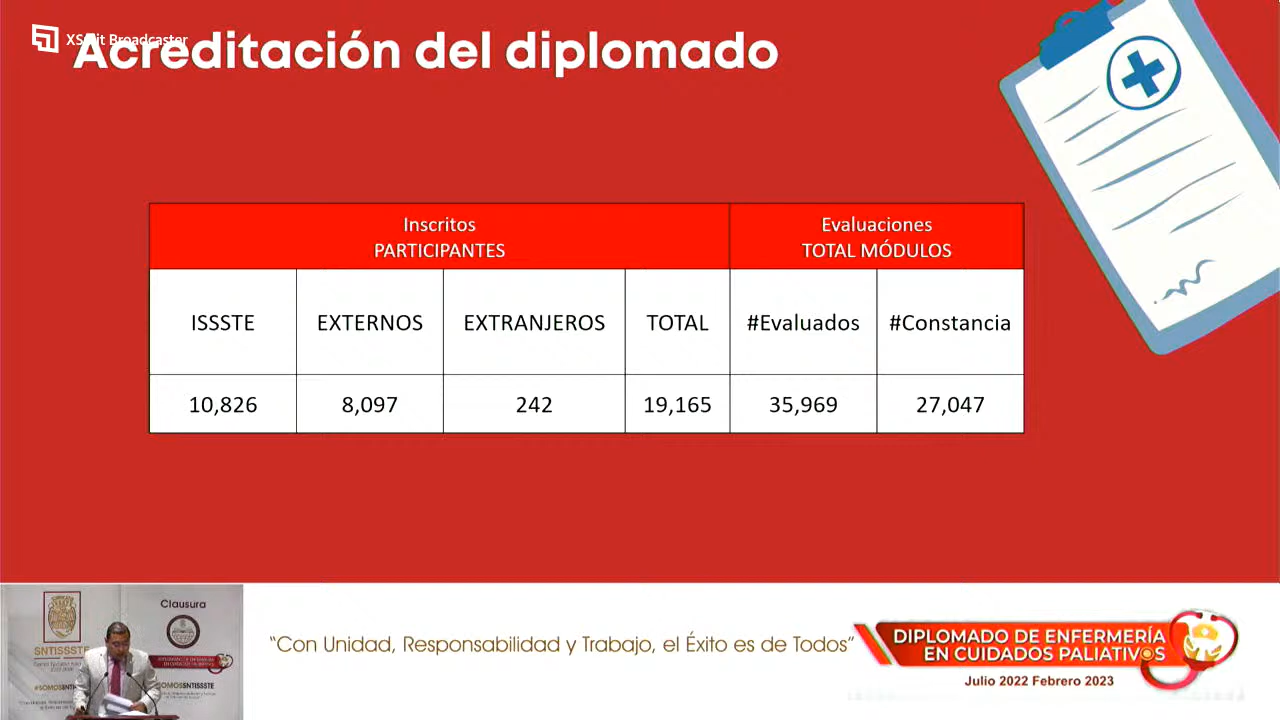 XSplit Broadcaster
Acreditación del diplomado
Inscritos
PARTICIPANTES
Evaluaciones
TOTAL MÓDULOS
ISSSTE
EXTERNOS
EXTRANJEROS
TOTAL
#Evaluados
#Constancia
10,826
8,097
242
19,165
35,969
27,047
Clausura
SNTISSSTE
#SOMOSSNTI
SOMOSSNTISSSTE
“Con Unidad, Responsabilidad y Trabajo, el Éxito es de Todos”
DIPLOMADO DE ENFERMERÍA
EN CUIDADOS PALIATIVOS
Julio 2022 Febrero 2023